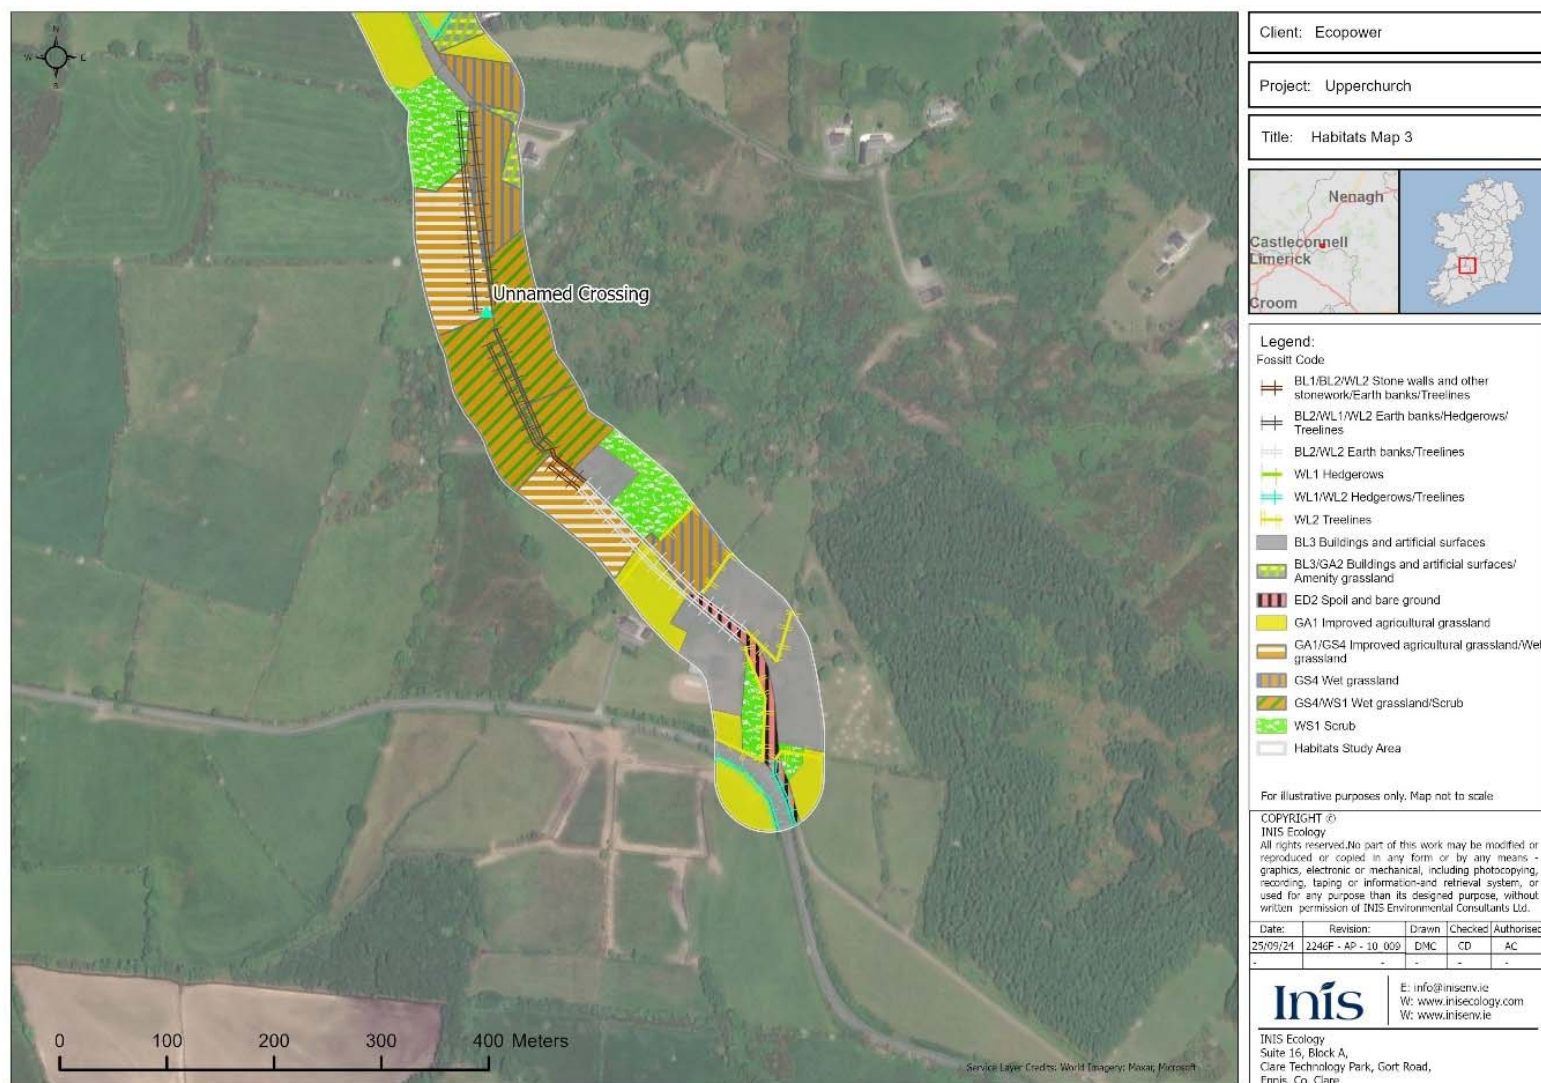 N
W
E
S
Unnamed Crossing
0 100 200 300 400 Meters
Service Layer Credits: World Imagery: Maxar, Microsoft
Client: Ecopower
Project: Upperchurch
Title: Habitats Map 3
Nenagh
Castleconnell
Limerick
Croom
Legend:
Fossitt Code
BL1/BL2/WL2 Stone walls and other
stonework/Earth banks/Treelines
BL2/WL1/WL2 Earth banks/Hedgerows/
Treelines
BL2/WL2 Earth banks/Treelines
WL1 Hedgerows
WL1/WL2 Hedgerows/Treelines
WL2 Treelines
BL3 Buildings and artificial surfaces
BL3/GA2 Buildings and artificial surfaces/
Amenity grassland
ED2 Spoil and bare ground
GA1 Improved agricultural grassland
GA1/GS4 Improved agricultural grassland/Wet
grassland
GS4 Wet grassland
GS4/WS1 Wet grassland/Scrub
WS1 Scrub
Habitats Study Area
For illustrative purposes only. Map not to scale
COPYRIGHT ©
INIS Ecology
All rights reserved.No part of this work may be modified or
reproduced or copied in any form or by any means -
graphics, electronic or mechanical, including photocopying,
recording, taping or information-and retrieval system, or
used for any purpose than its designed purpose, without
written permission of INIS Environmental Consultants Ltd.
Date: Revision: Drawn Checked Authorised
25/09/24 2246F - AP - 10_009 DMC CD AC
- - - - -
Inis
E: info@inisenv.ie
W: www.inisecology.com
W: www.inisenv.ie
INIS Ecology
Suite 16, Block A,
Clare Technology Park, Gort Road,
Ennis, Co. Clare